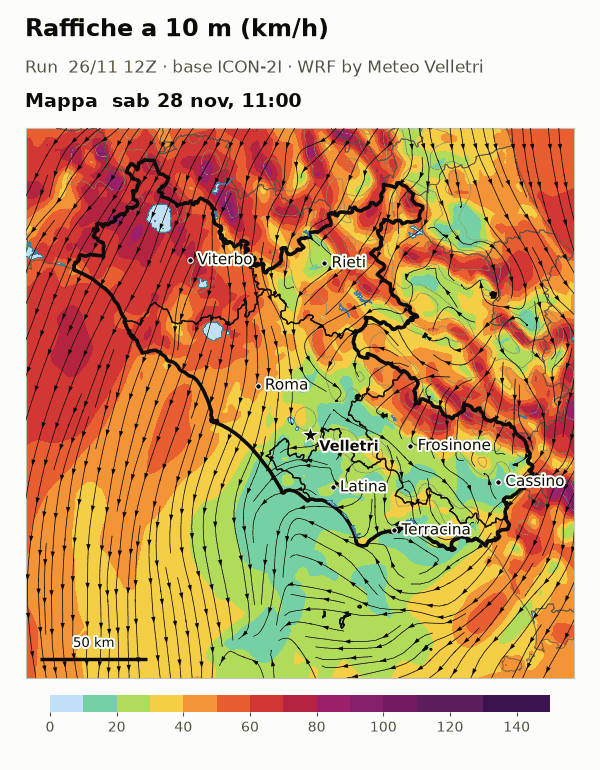 Raffiche a 10 m (km/h)
Run  26/11 12Z · base ICON-2I · WRF by Meteo Velletri
Mappa  sab 28 nov, 11:00
Viterbo
Rieti
Roma
Velletri
Frosinone
Cassino
Latina
Terracina
50 km
0 20 40 60 80 100 120 140